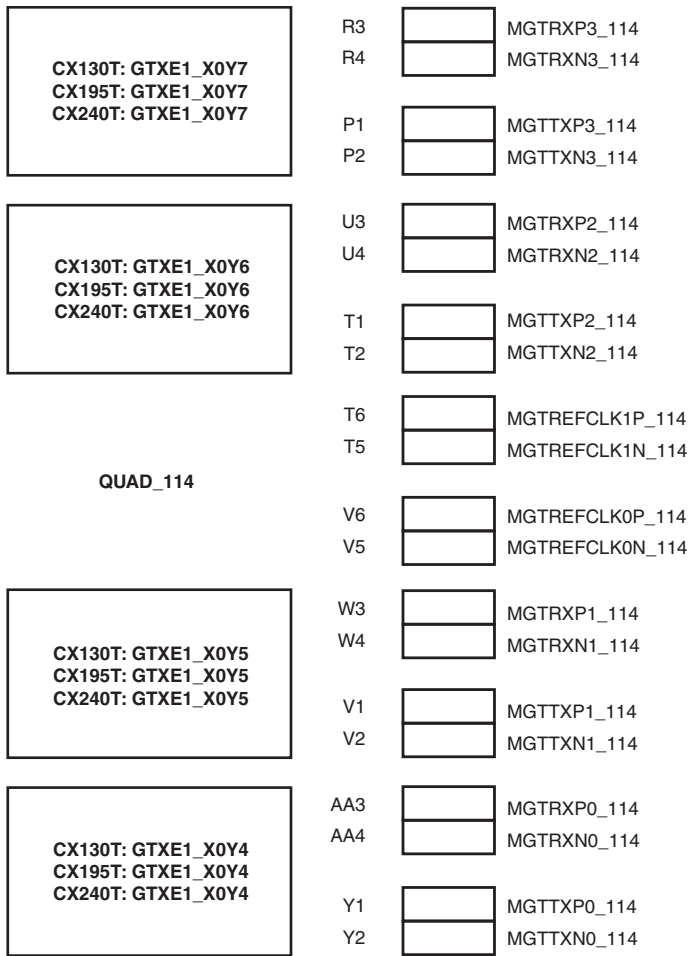 CX130T: GTXE1_X0Y7
CX195T: GTXE1_X0Y7
CX240T: GTXE1_X0Y7
R3 MGTRXP3_114
R4 MGTRXN3_114
P1 MGTTXP3_114
P2 MGTTXN3_114
CX130T: GTXE1_X0Y6
CX195T: GTXE1_X0Y6
CX240T: GTXE1_X0Y6
U3 MGTRXP2_114
U4 MGTRXN2_114
T1 MGTTXP2_114
T2 MGTTXN2_114
QUAD_114
T6 MGTREFCLK1P_114
T5 MGTREFCLK1N_114
V6 MGTREFCLK0P_114
V5 MGTREFCLK0N_114
CX130T: GTXE1_X0Y5
CX195T: GTXE1_X0Y5
CX240T: GTXE1_X0Y5
W3 MGTRXP1_114
W4 MGTRXN1_114
V1 MGTTXP1_114
V2 MGTTXN1_114
CX130T: GTXE1_X0Y4
CX195T: GTXE1_X0Y4
CX240T: GTXE1_X0Y4
AA3 MGTRXP0_114
AA4 MGTRXN0_114
Y1 MGTTXP0_114
Y2 MGTTXN0_114